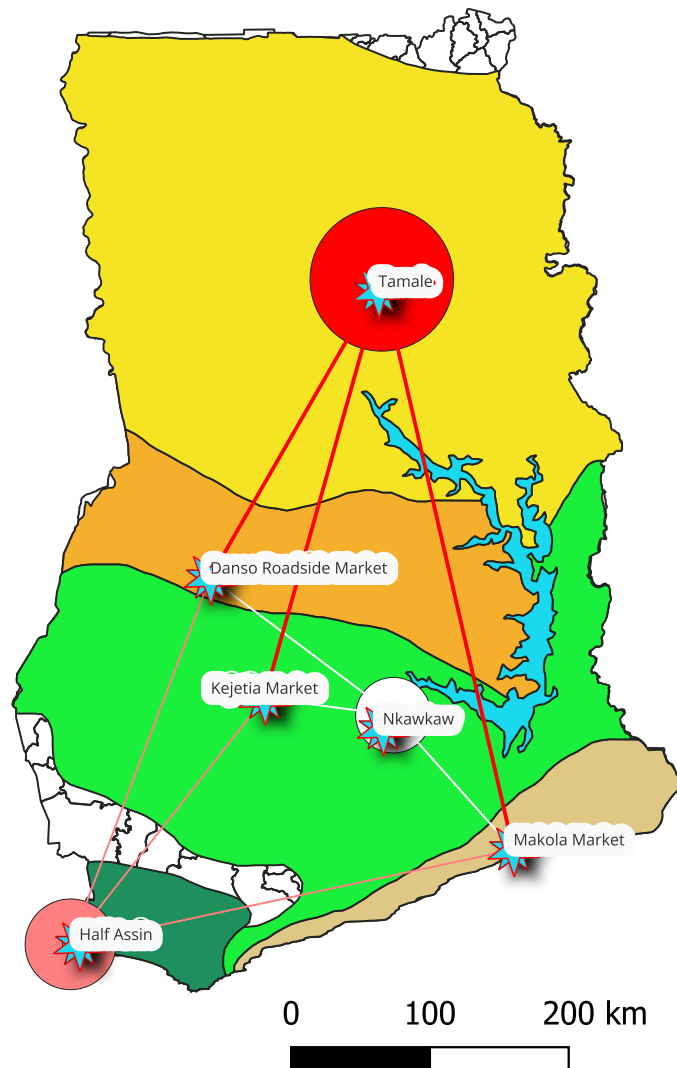 Tamale
Danso Roadside Market
Kejetia Market
Nkawkaw
Makola Market
Half Assin
0 100 200 km